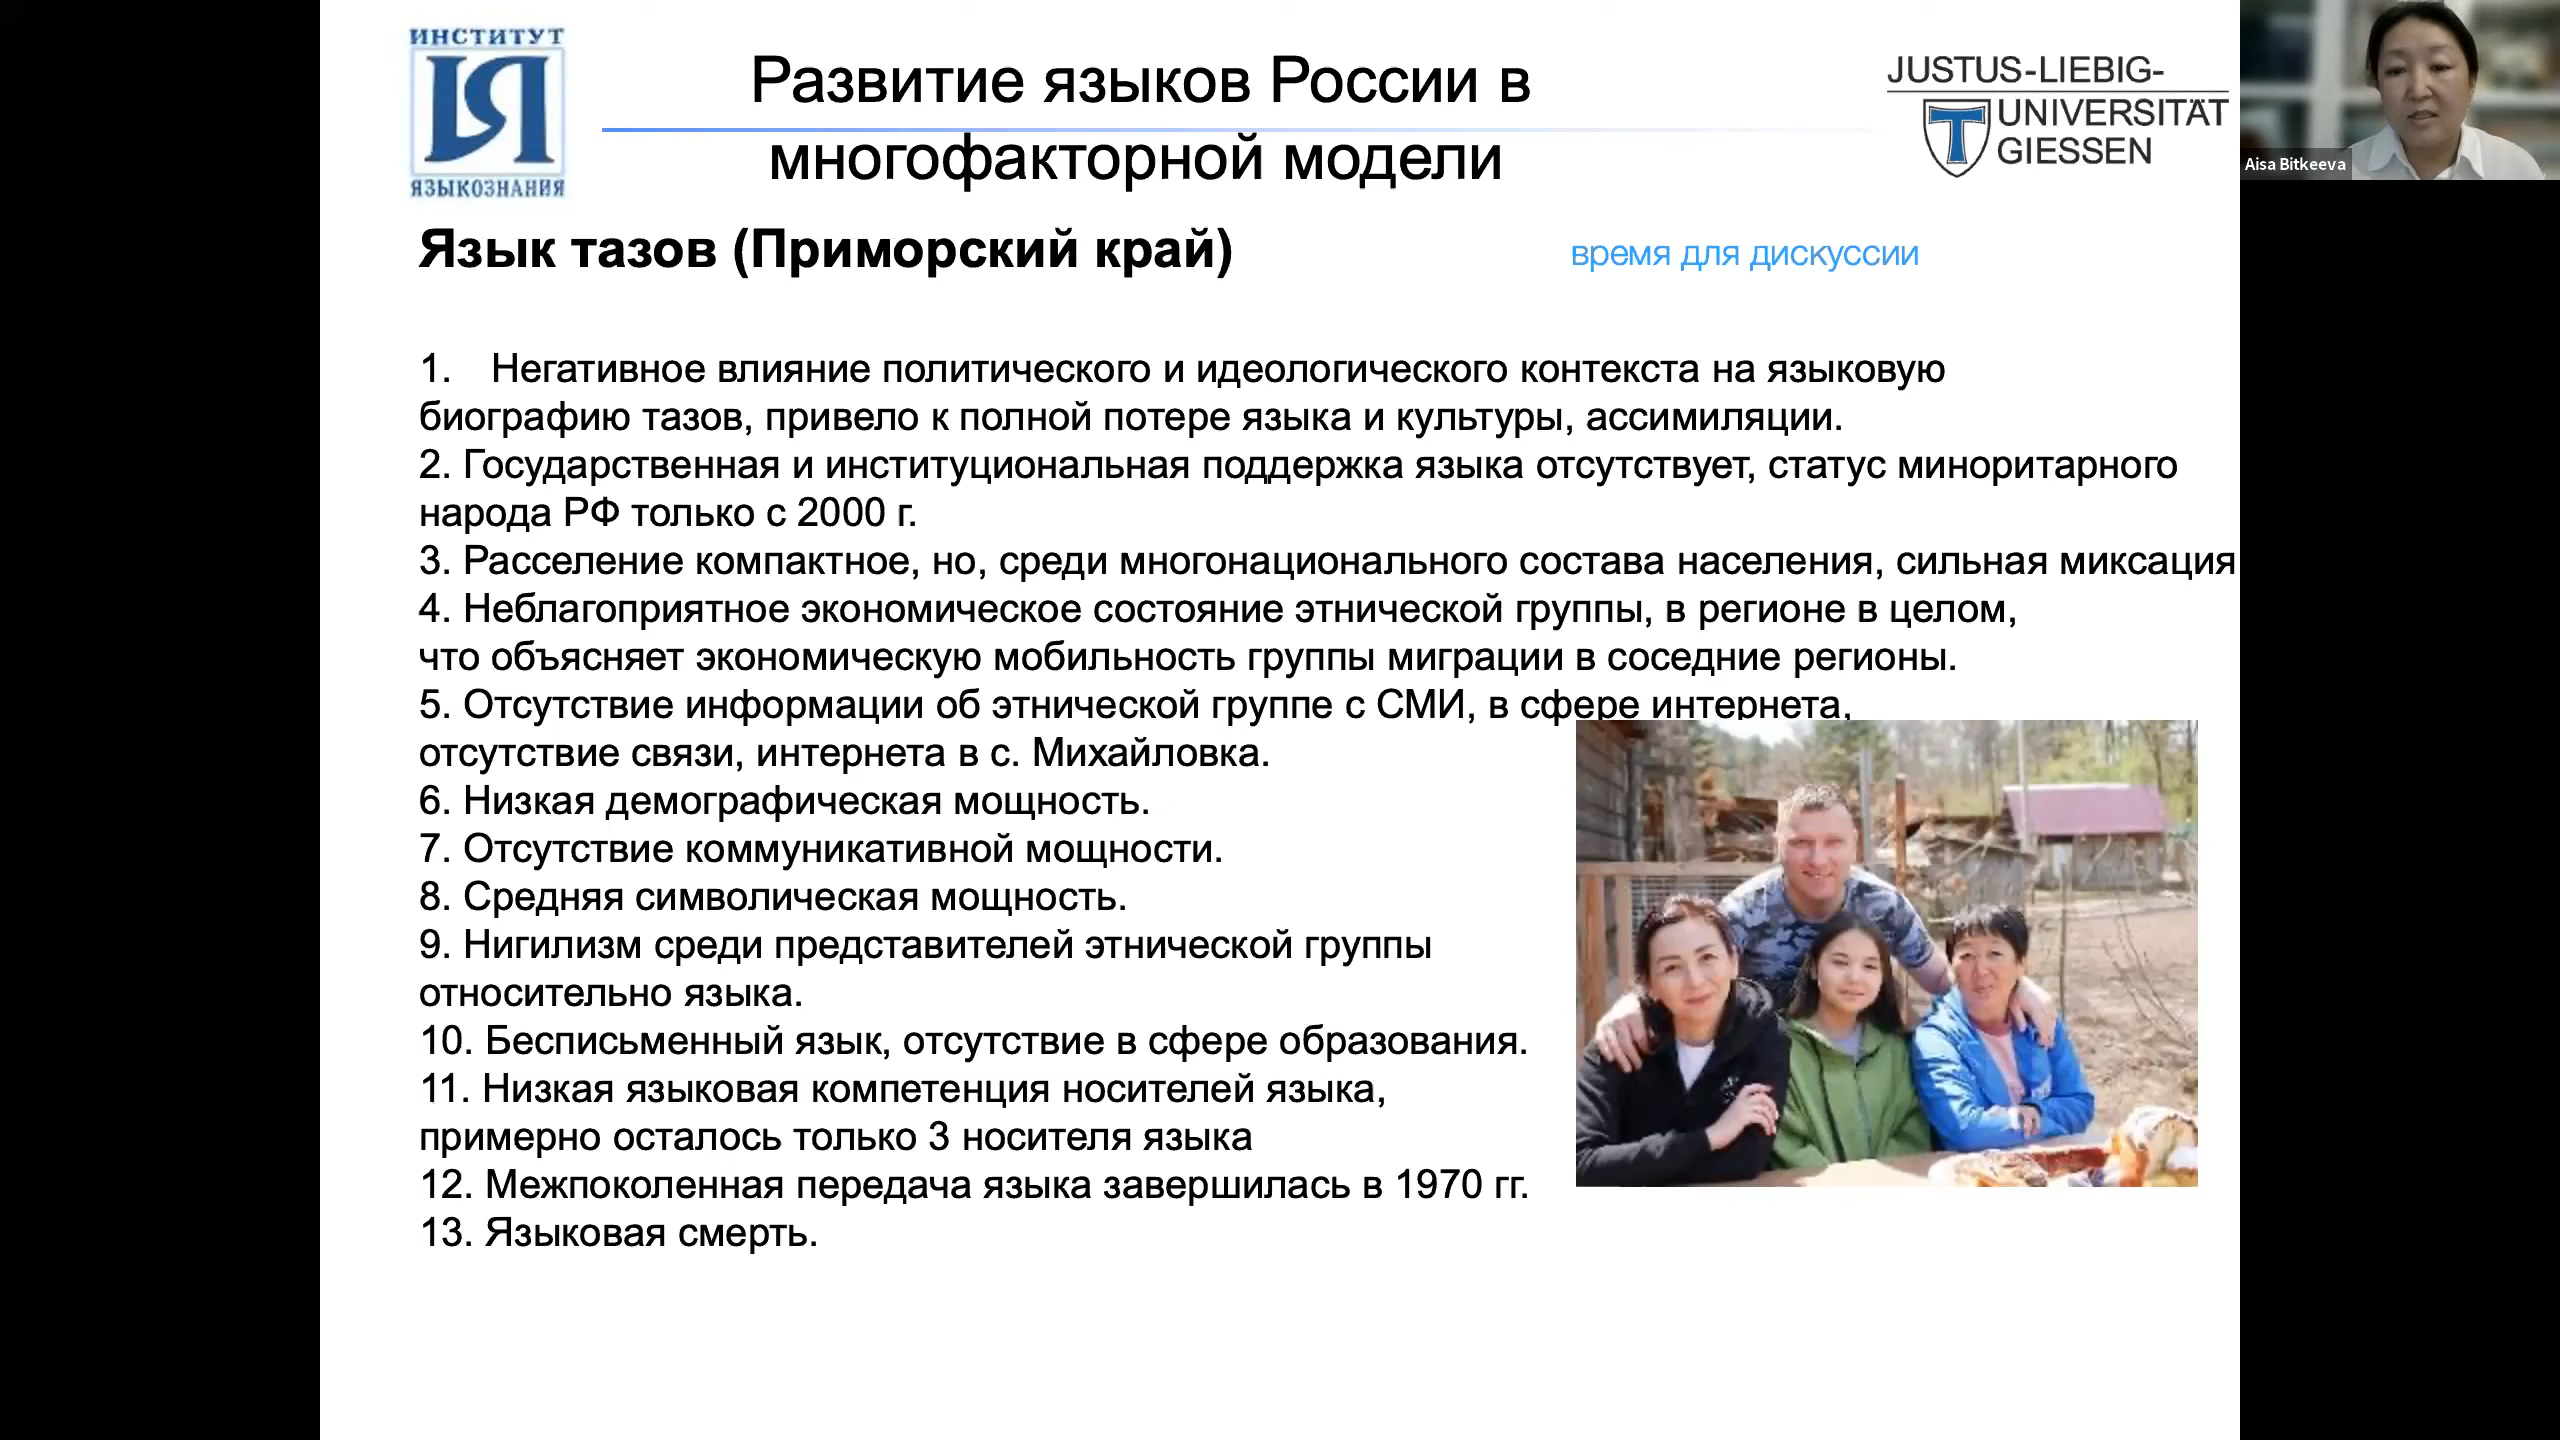 ИНСТИТУТ
ЯЗЫКОЗНАНИЯ
Развитие языков России в
многофакторной модели
JUSTUS-LIEBIG-
UNIVERSITÄT
GIESSEN
Aisa Bitkeeva
Язык тазов (Приморский край)
время для дискуссии
1. Негативное влияние политического и идеологического контекста на языковую
биографию тазов, привело к полной потере языка и культуры, ассимиляции.
2. Государственная и институциональная поддержка языка отсутствует, статус миноритарного
народа РФ только с 2000 г.
3. Расселение компактное, но, среди многонационального состава населения, сильная миксация
4. Неблагоприятное экономическое состояние этнической группы, в регионе в целом,
что объясняет экономическую мобильность группы миграции в соседние регионы.
5. Отсутствие информации об этнической группе с СМИ, в сфере интернета,
отсутствие связи, интернета в с. Михайловка.
6. Низкая демографическая мощность.
7. Отсутствие коммуникативной мощности.
8. Средняя символическая мощность.
9. Нигилизм среди представителей этнической группы
относительно языка.
10. Бесписьменный язык, отсутствие в сфере образования.
11. Низкая языковая компетенция носителей языка,
примерно осталось только 3 носителя языка
12. Межпоколенная передача языка завершилась в 1970 гг.
13. Языковая смерть.